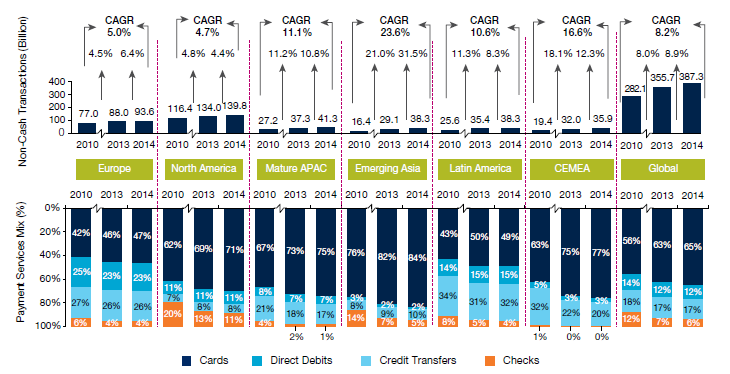 Non-Cash Transactions (Billion)
CAGR CAGR CAGR CAGR CAGR CAGR CAGR
5.0% 4.7% 11.1% 23.6% 10.6% 16.6% 8.2%
4.5% 6.4% 4.8% 4.4% 11.2% 10.8% 21.0% 31.5% 11.3% 8.3% 18.1% 12.3% 8.0% 8.9%
400
300
200
100
0
77.0 88.0 93.6 116.4 134.0 139.8 27.2 37.3 41.3 16.4 29.1 38.3 25.6 35.4 38.3 19.4 32.0 35.9 282.1 355.7 387.3
2010 2013 2014 2010 2013 2014 2010 2013 2014 2010 2013 2014 2010 2013 2014 2010 2013 2014 2010 2013 2014
Europe North America Mature APAC Emerging Asia Latin America CEMEA Global
2010 2013 2014 2010 2013 2014 2010 2013 2014 2010 2013 2014 2010 2013 2014 2010 2013 2014 2010 2013 2014
Payment Services Mix (%)
0%
20%
40%
60%
80%
100%
42% 46% 47% 62% 69% 71% 67% 73% 75% 76% 82% 84% 43% 50% 49% 63% 75% 77% 56% 63% 65%
25% 23% 23% 11% 11% 11% 8% 7% 7% 3% 2% 2% 14% 15% 15% 5% 3% 3% 14% 12% 12%
27% 26% 26% 7% 8% 8% 21% 18% 17% 8% 9% 10% 34% 31% 32% 32% 22% 20% 18% 17% 17%
6% 4% 4% 20% 13% 11% 4% 2% 1% 14% 7% 5% 8% 5% 4% 1% 0% 0% 12% 7% 6%
Cards Direct Debits Credit Transfers Checks